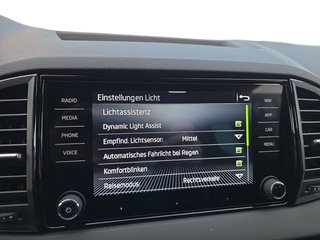 RADIO
MEDIA
PHONE
VOICE
Einstellungen Licht
Lichtassistenz
Dynamic Light Assist
Empfind. Lichtsensor: Mittel
Automatisches Fahrlicht bei Regen
Komfortblinken
Reisemodus: Rechtsverkehr
NAV
APP
CAR
MENU